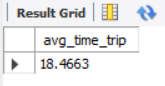 Result Grid
avg_time_trip
18.4663